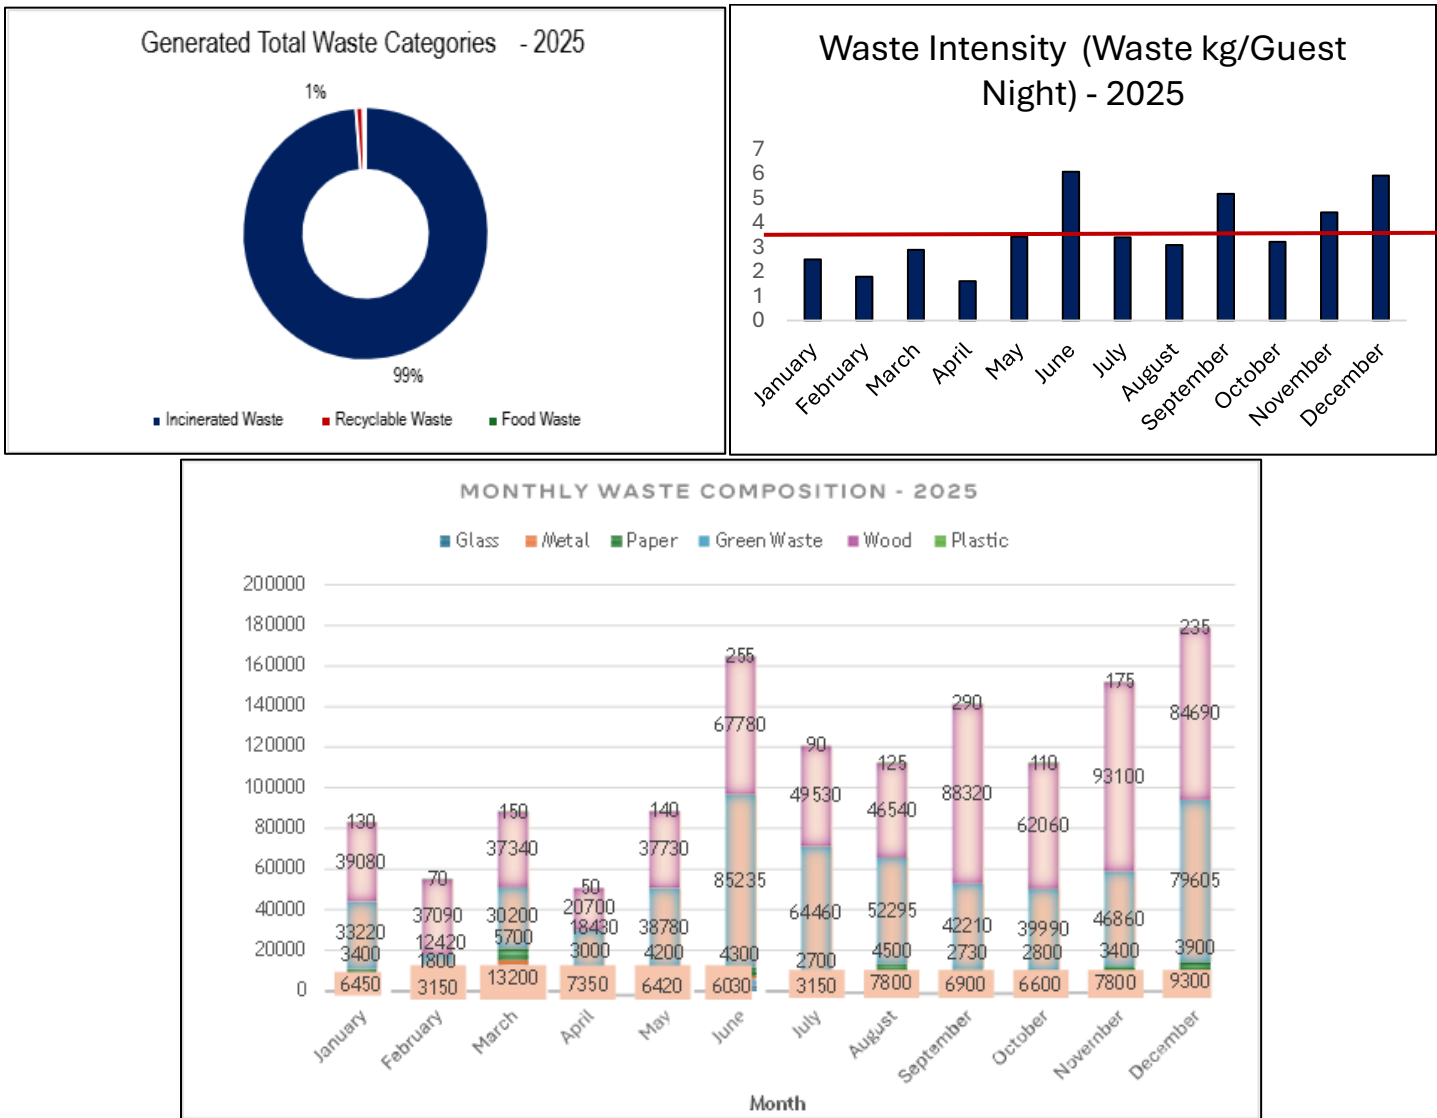 Generated Total Waste Categories - 2025
1%
99%
Incinerated Waste Recyclable Waste Food Waste
Waste Intensity (Waste kg/Guest
Night) - 2025
7
6
5
4
3
2
1
0
January February March April May June July August September October November December
MONTHLY WASTE COMPOSITION - 2025
Glass Metal Paper Green Waste Wood Plastic
200000
180000
160000
140000
120000
100000
80000
60000
40000
20000
0
130 70 150 50 140 255 90 125 290 110 175 235
39080 37090 37340 20700 37730 67780 49530 46540 88320 62060 93100 84690
33220 12420 30200 18430 38780 85235 64460 52295 42210 39990 46860 79605
3400 1800 5700 3000 4200 4300 2700 4500 2730 2800 3400 3900
6450 3150 13200 7350 6420 6030 3150 7800 6900 6600 7800 9300
January February March April May June July August September October November December
Month